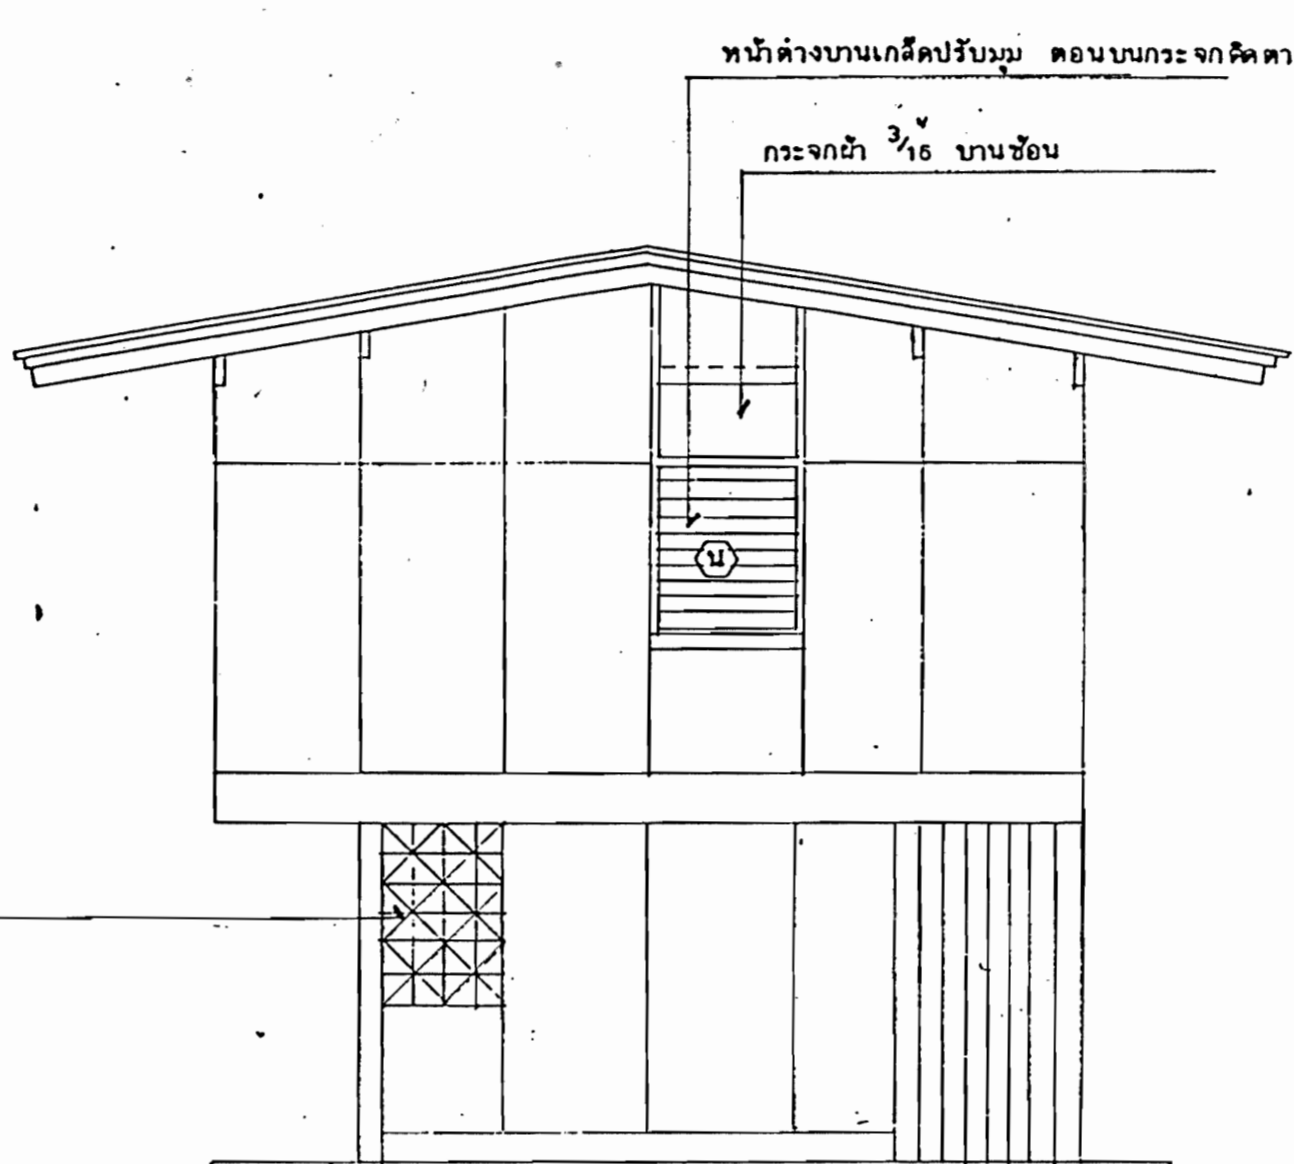 หน้าต่างบานเกล็ดปรับมุม ตอนบนกระจกติดตา
กระจกฝ้า 3/16" บานซ้อน
น